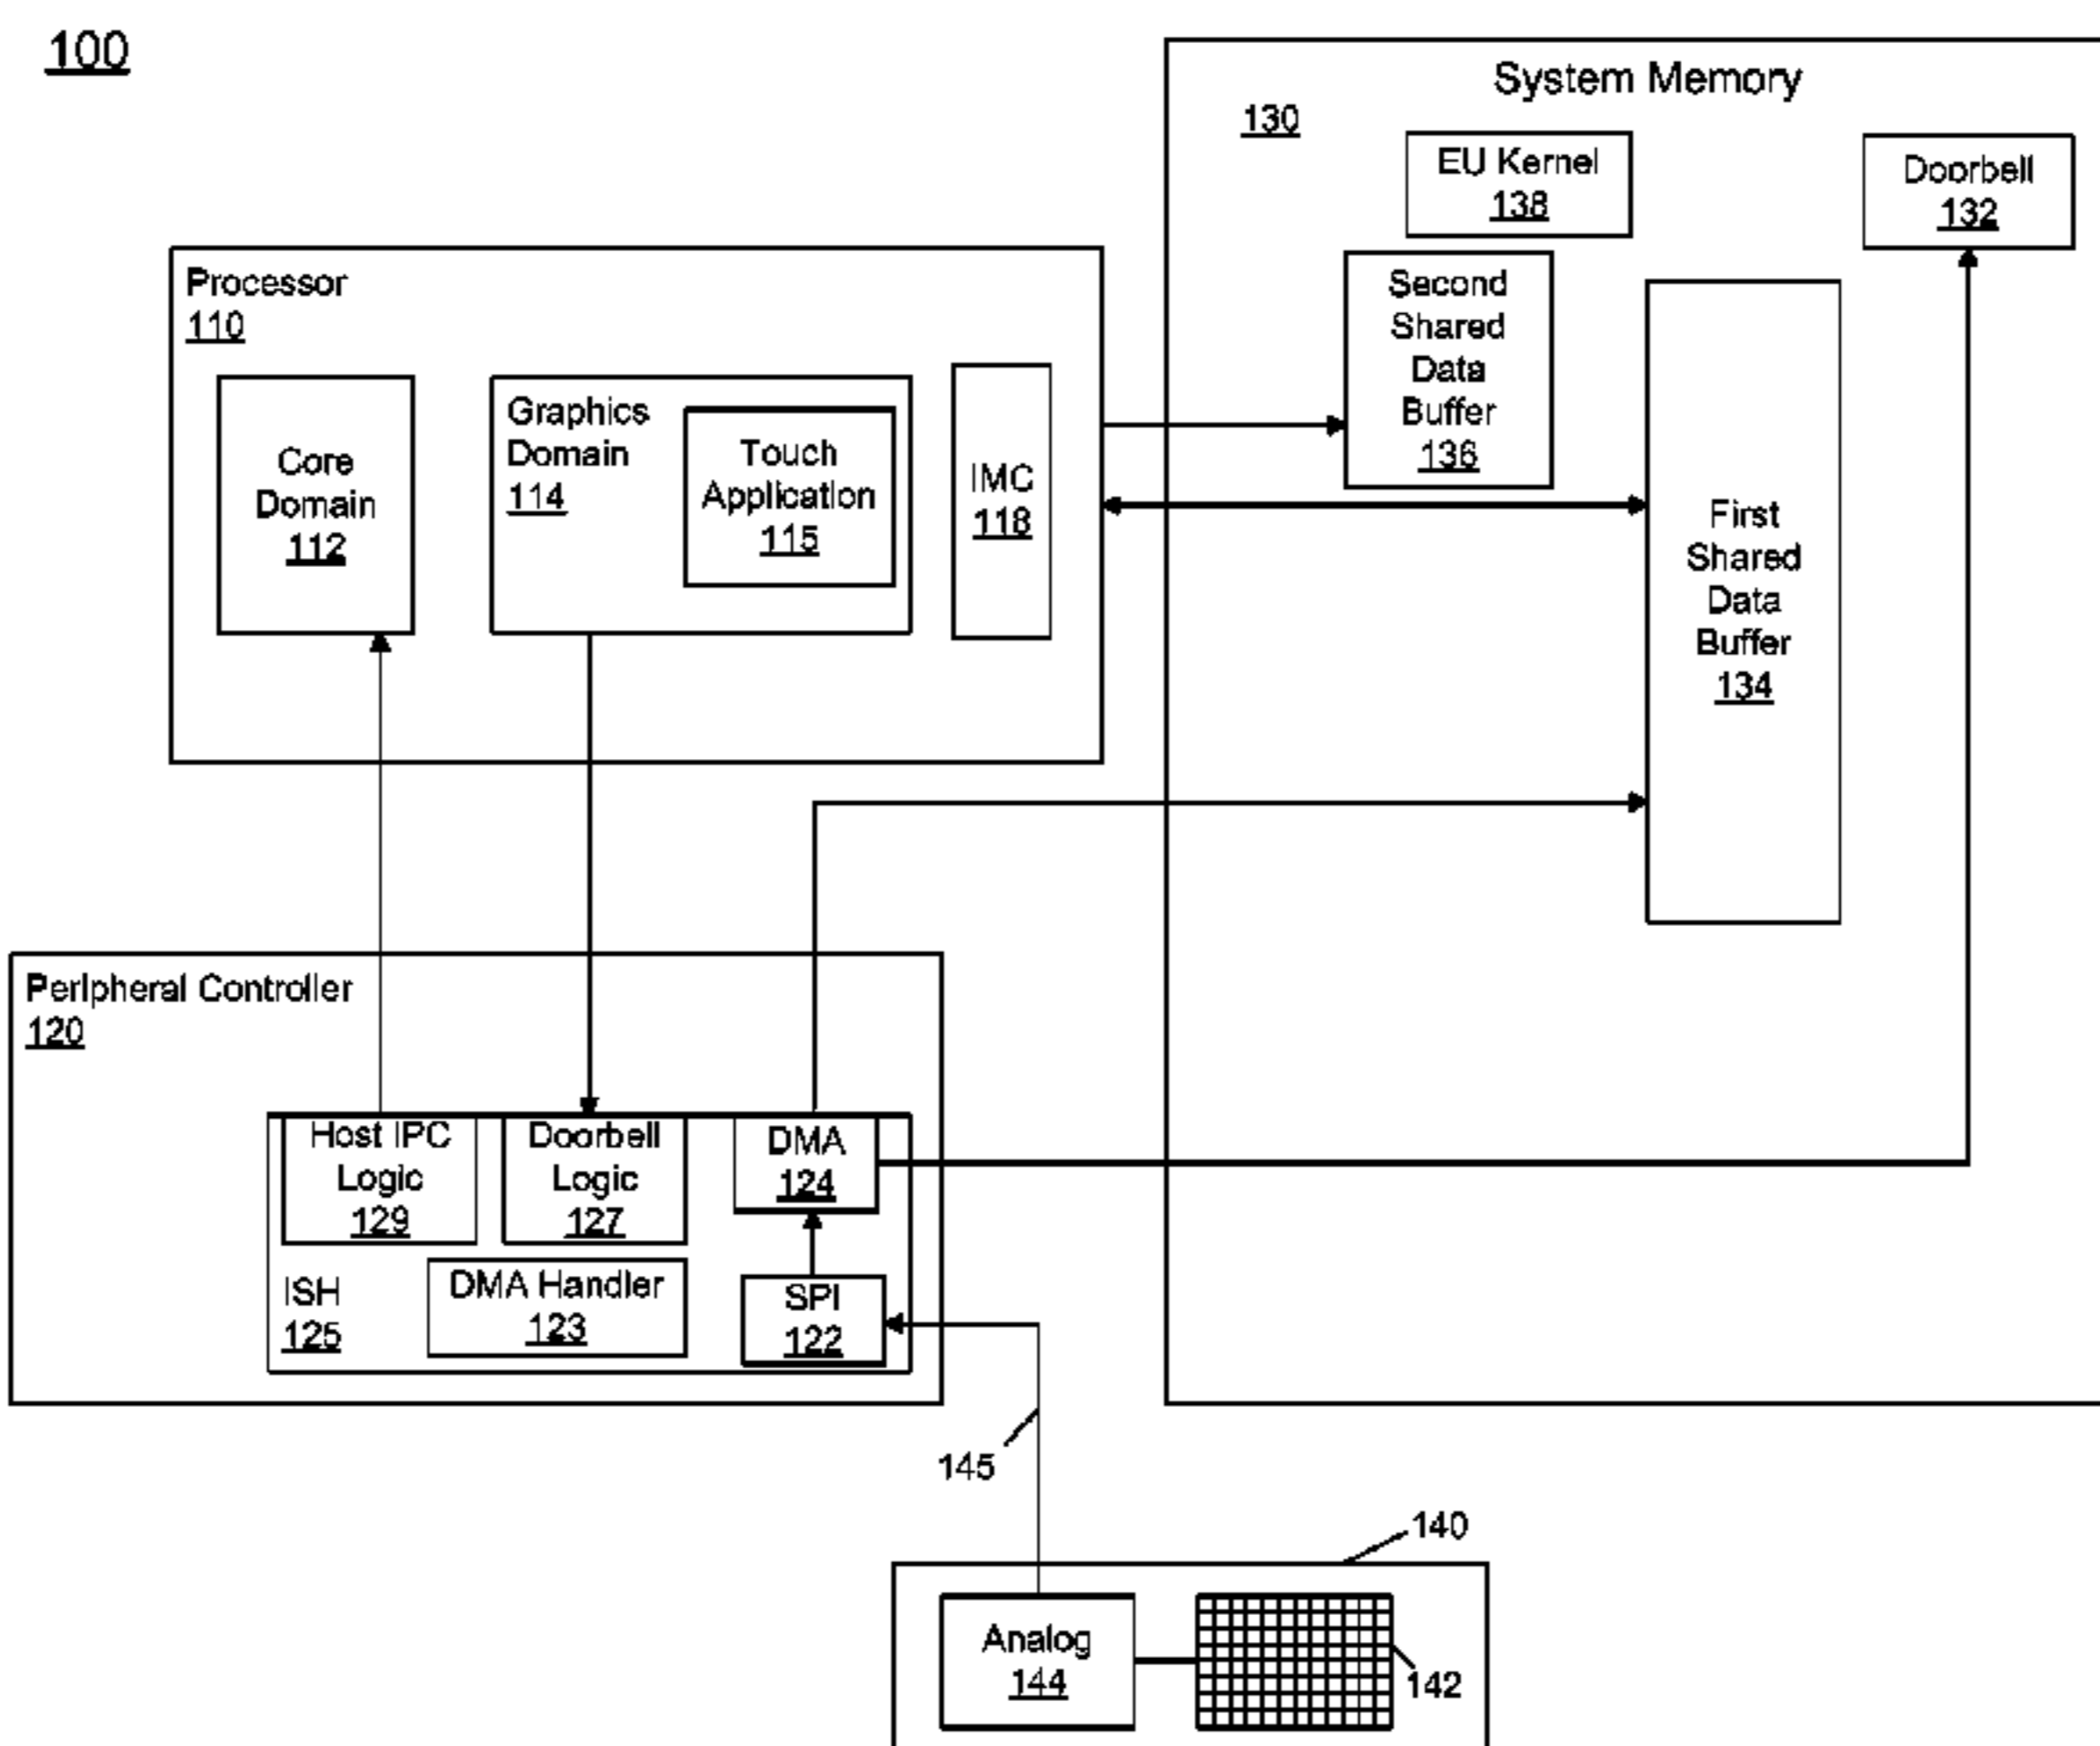 100
System Memory
130
EU Kernel
138
Doorbell
132
Second
Shared
Data
Buffer
136
First
Shared
Data
Buffer
134
Processor
110
Core
Domain
112
Graphics
Domain
114
Touch
Application
115
IMC
118
Peripheral Controller
120
Host IPC
Logic
129
Doorbell
Logic
127
DMA
124
ISH
125
DMA Handler
123
SPI
122
145
140
Analog
144
142